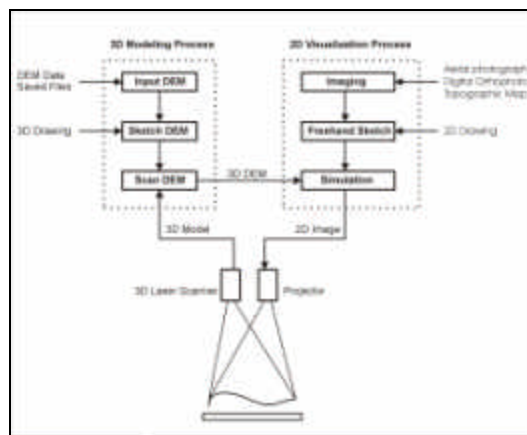 3D Modeling Process
2D Visualization Process
DEM Data
Saved Files
Input DEM
Imaging
Aerial photograph
Digital Orthophoto
Topographic Map
3D Drawing
Sketch DEM
Freehand Sketch
2D Drawing
Scan DEM
3D DEM
Simulation
3D Model
2D Image
3D Laser Scanner
Projector